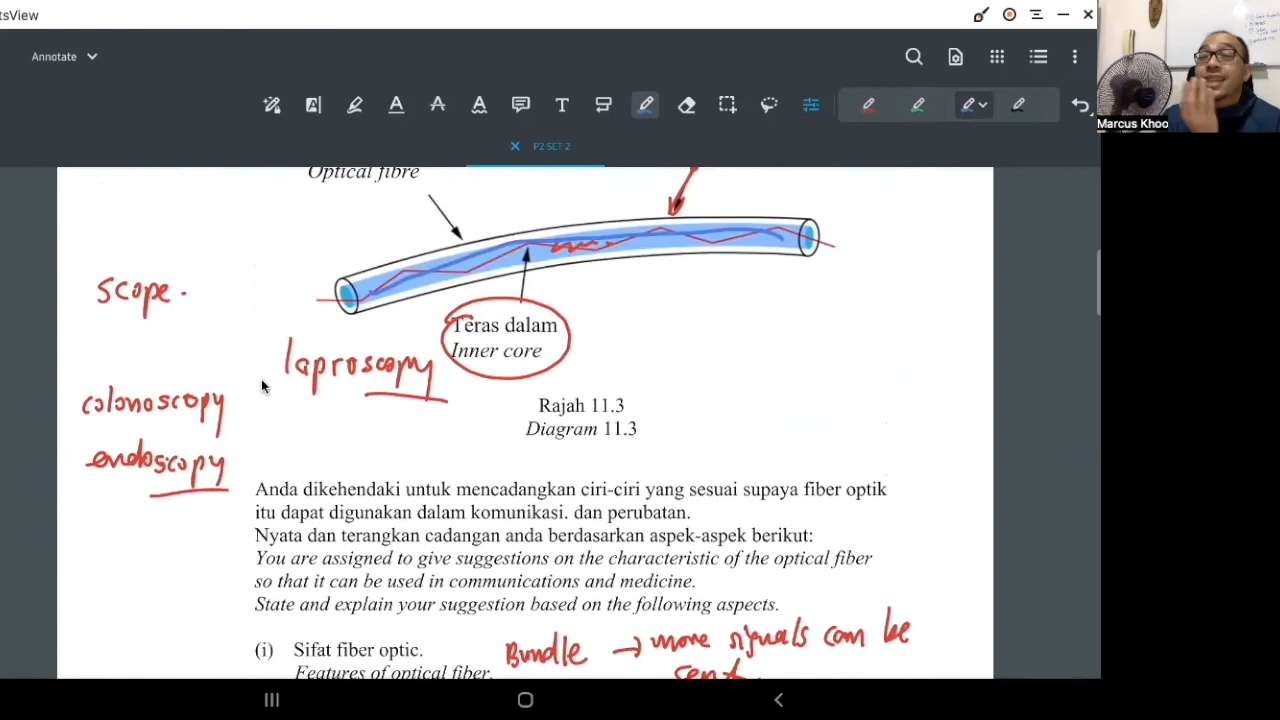 tsView
Annotate
P2 SET 2
Marcus Khoo
Optical fibre
scope.
Teras dalam
Inner core
laproscopy
colonoscopy
endoscopy
Rajah 11.3
Diagram 11.3
Anda dikehendaki untuk mencadangkan ciri-ciri yang sesuai supaya fiber optik
itu dapat digunakan dalam komunikasi. dan perubatan.
Nyata dan terangkan cadangan anda berdasarkan aspek-aspek berikut:
You are assigned to give suggestions on the characteristic of the optical fiber
so that it can be used in communications and medicine.
State and explain your suggestion based on the following aspects.
(i) Sifat fiber optic.
Features of optical fiber.
Bundle → more signals can be
sent